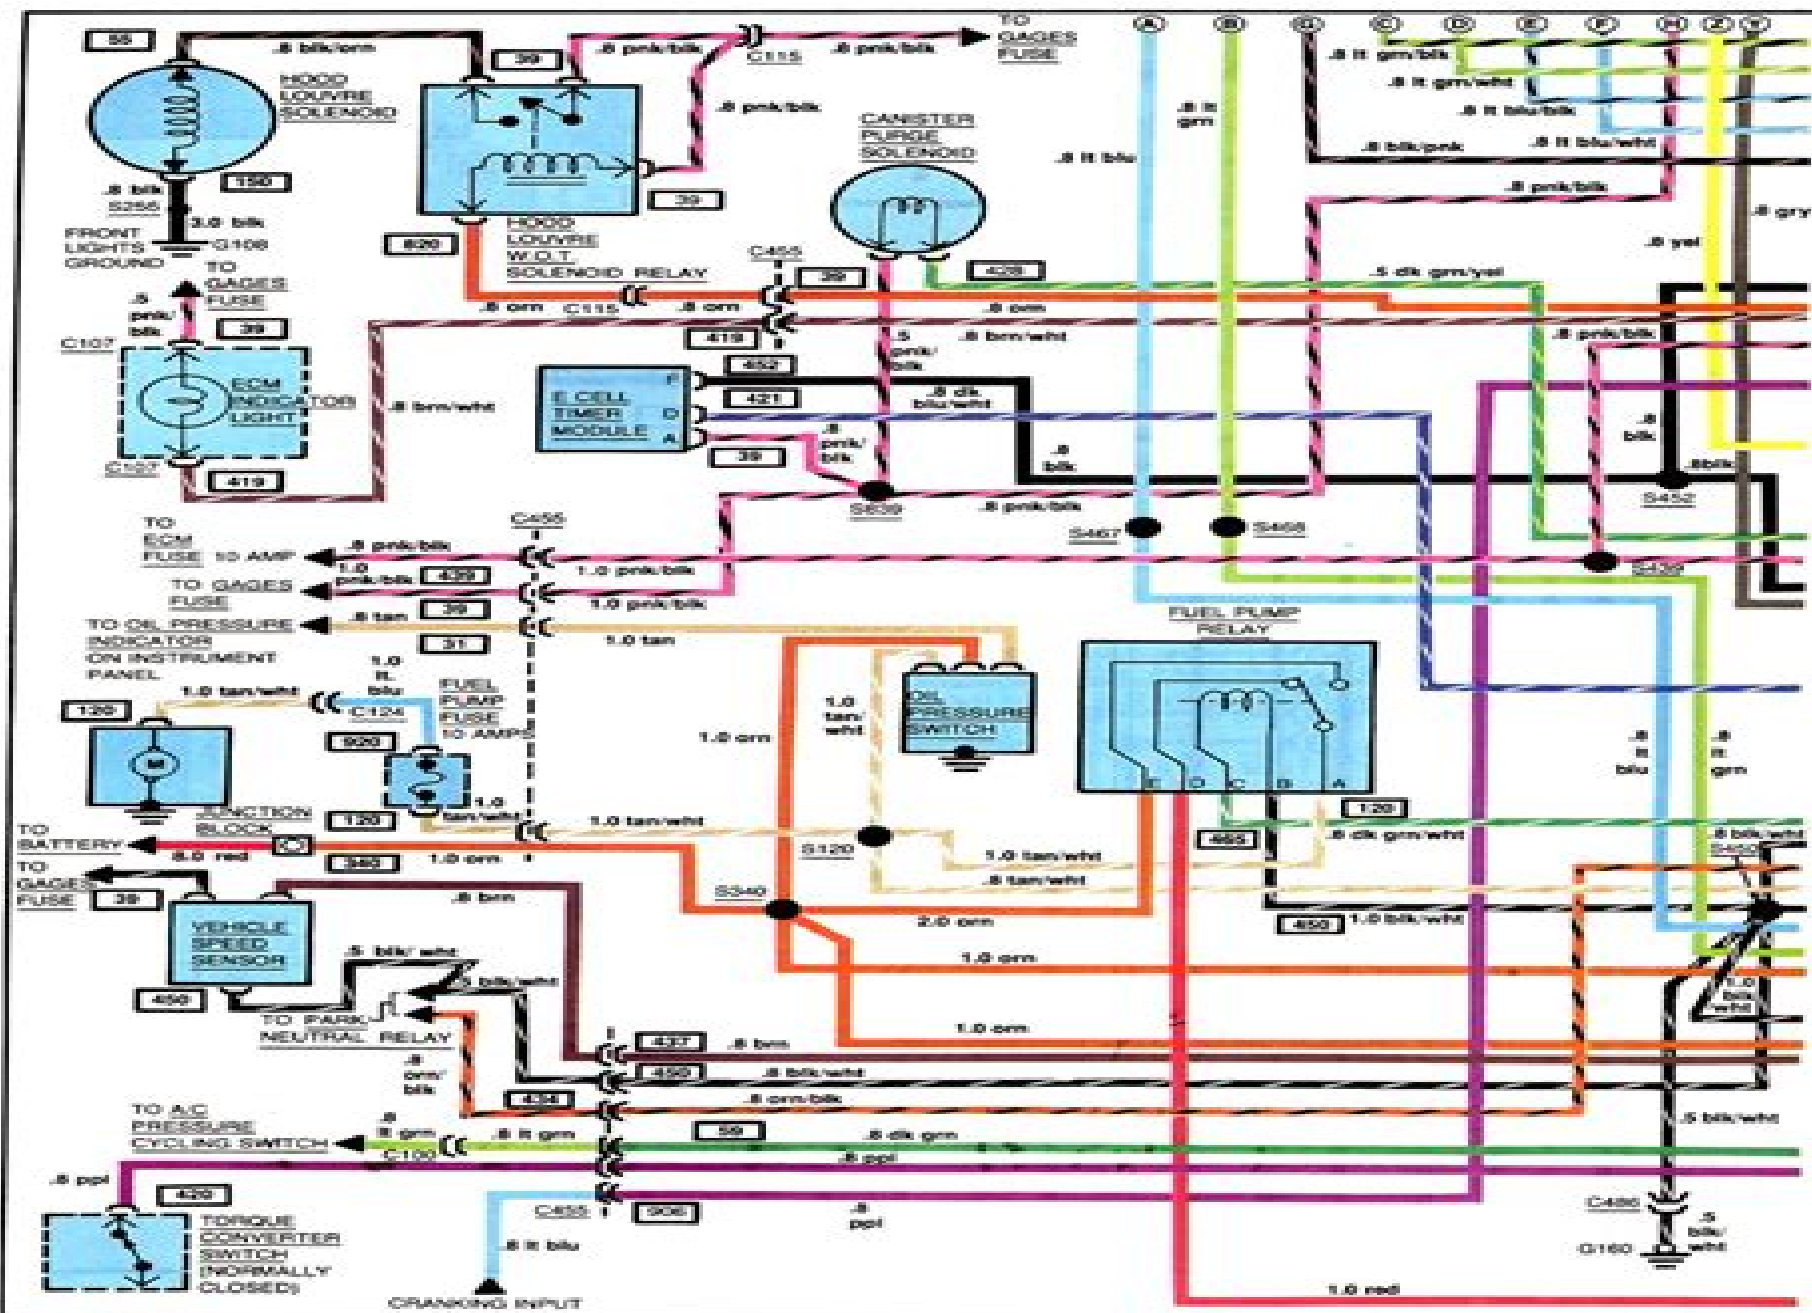 55
.8 blk/orn
39
.8 pnk/blk
C115
.8 pnk/blk
TO
GAGES
FUSE
A
B
G
C
D
E
F
H
Z
Y
HOOD
LOUVRE
SOLENOID
.8 pnk/blk
CANISTER
PURGE
SOLENOID
.8 lt blu
.8 lt
grn
.8 lt grn/blk
.8 lt grn/wht
.8 lt blu/blk
.8 blk/pnk
.8 lt blu/wht
.8 pnk/blk
.8 gry
.8 yel
150
.8 blk
S266
3.0 blk
FRONT
LIGHTS
GROUND
G108
39
820
HOOD
LOUVRE
W.O.T.
SOLENOID RELAY
C455
39
428
.5 dk grn/yel
.8 orn
C115
.8 orn
.8 orn
TO
GAGES
FUSE
.5
pnk/
blk
39
C107
ECM
INDICATOR
LIGHT
C107
419
.8 brn/wht
419
.8 brn/wht
.5
pnk/
blk
.8 pnk/blk
452
421
E CELL
TIMER
MODULE
F
D
A
39
.8 dk
blu/wht
.8
pnk/
blk
.8
blk
.8
blk
.8blk
S452
S639
.8 pnk/blk
S467
S468
TO
ECM
FUSE 10 AMP
.8 pnk/blk
C455
439
1.0 pnk/blk
S439
TO GAGES
FUSE
1.0
pnk/blk
39
1.0 pnk/blk
TO OIL PRESSURE
INDICATOR
ON INSTRUMENT
PANEL
.8 tan
31
1.0 tan
FUEL PUMP
RELAY
1.0 tan/wht
1.0
lt.
blu
C124
FUEL
PUMP
FUSE
10 AMPS
120
920
M
1.0 orn
1.0
tan/
wht
OIL
PRESSURE
SWITCH
E
D
C
B
A
120
.8
lt
blu
.8
lt
grn
JUNCTION
BLOCK
120
1.0
tan/wht
1.0 tan/wht
S120
465
.8 dk grn/wht
.8 blk/wht
S450
TO
BATTERY
8.0 red
340
1.0 orn
1.0 tan/wht
.8 tan/wht
TO
GAGES
FUSE
39
.8 brn
S340
2.0 orn
450
1.0 blk/wht
VEHICLE
SPEED
SENSOR
450
.5 blk/ wht
.5 blk/wht
1.0 orn
1.0
blk
wht
TO PARK
NEUTRAL RELAY
1.0 orn
437
.8 brn
450
.8 blk/wht
.8
orn/
blk
434
.8 orn/blk
.5 blk/wht
TO A/C
PRESSURE
CYCLING SWITCH
.8
lt grn
C100
.8 lt grn
59
.8 dk grn
.8 ppl
.8 ppl
420
C455
906
.8
ppl
TORQUE
CONVERTER
SWITCH
(NORMALLY
CLOSED)
.8 lt blu
CRANKING INPUT
C486
.5
blk/
wht
G160
1.0 red